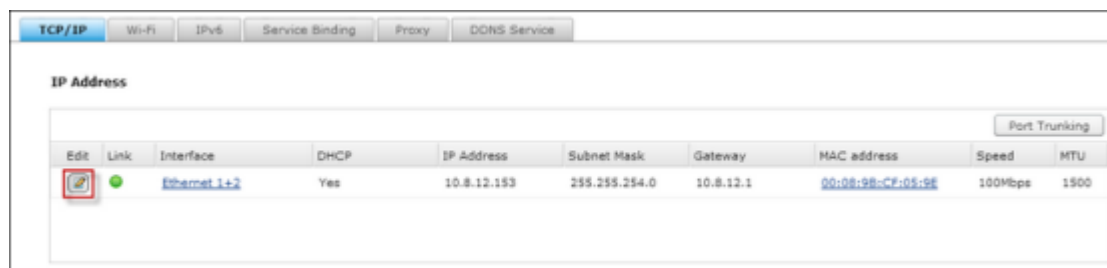 TCP/IP Wi-Fi IPv6 Service Binding Proxy DDNS Service
IP Address
Port Trunking
Edit Link Interface DHCP IP Address Subnet Mask Gateway MAC address Speed MTU
Ethernet 1+2 Yes 10.8.12.153 255.255.254.0 10.8.12.1 00:08:9B:CF:05:9E 100Mbps 1500